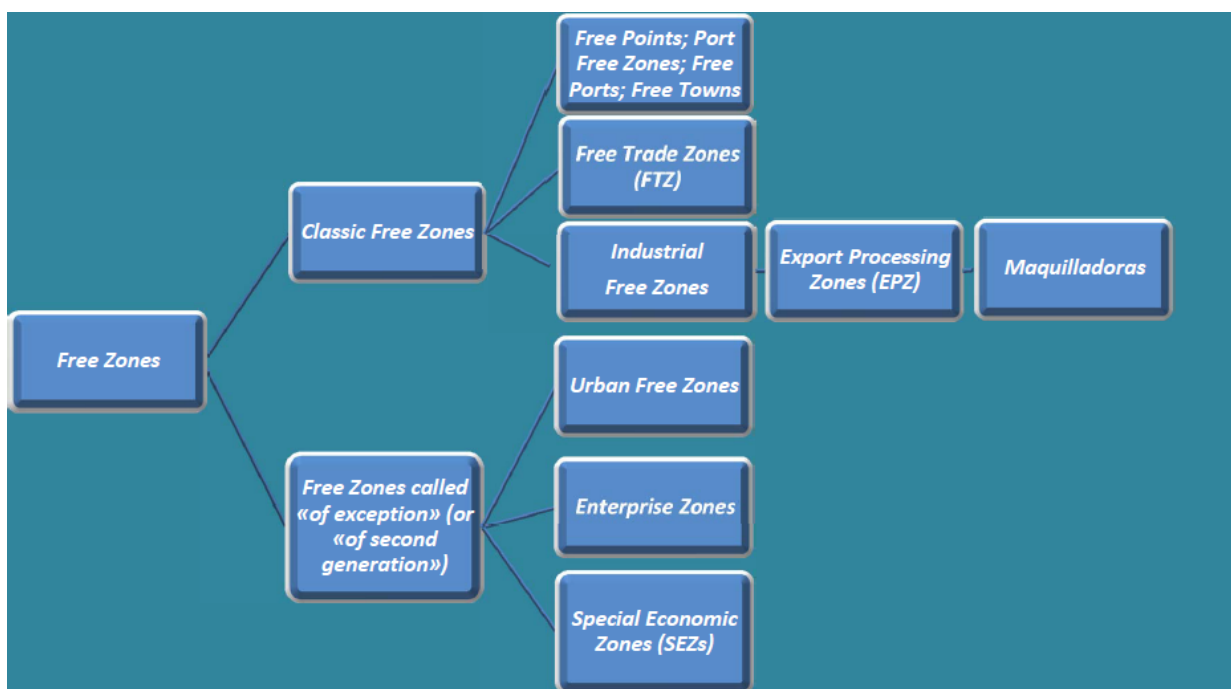 Free Points; Port
Free Zones; Free
Ports; Free Towns
Free Trade Zones
(FTZ)
Classic Free Zones
Industrial
Free Zones
Export Processing
Zones (EPZ)
Maquilladoras
Free Zones
Urban Free Zones
Free Zones called
«of exception» (or
«of second
generation»)
Enterprise Zones
Special Economic
Zones (SEZs)